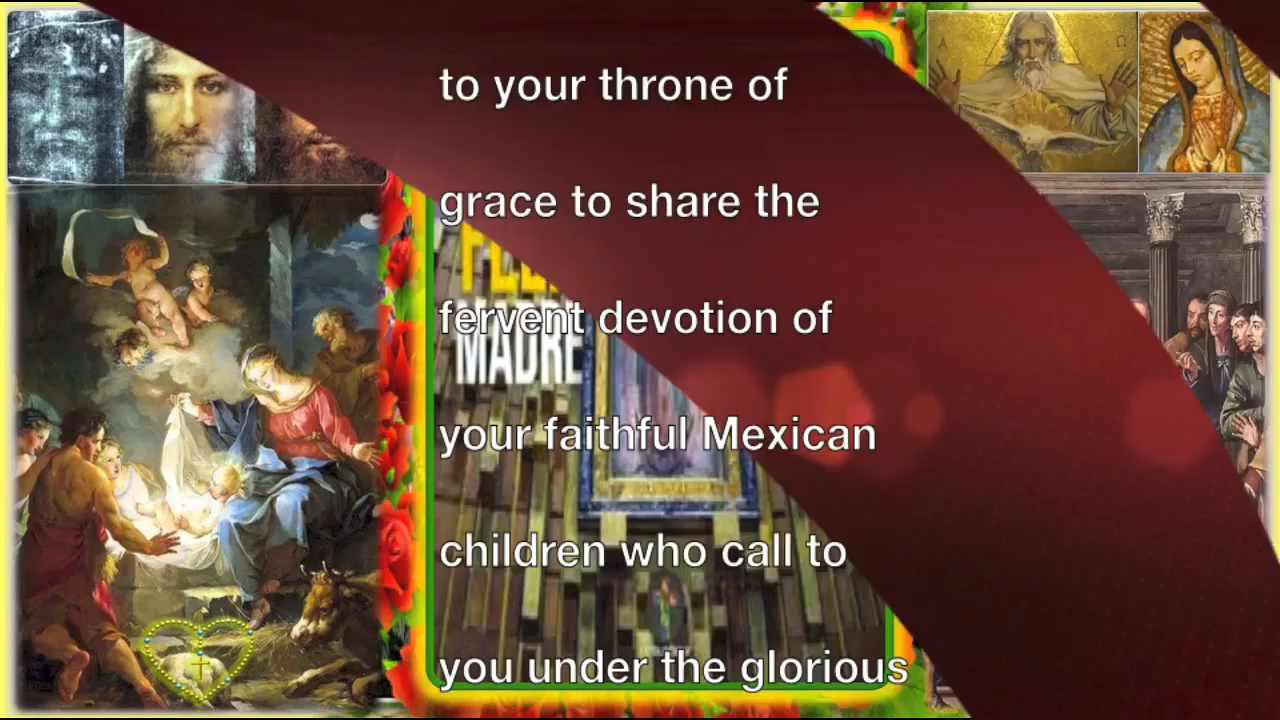 to your throne of
grace to share the
fervent devotion of
MADRE
your faithful Mexican
children who call to
you under the glorious
Α Ω